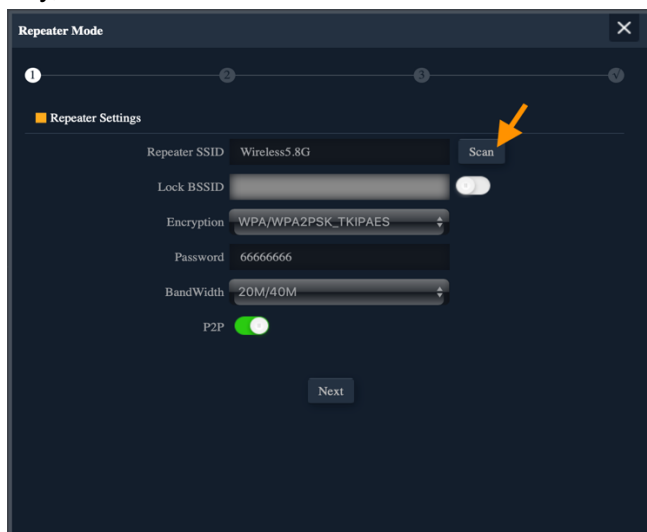 Repeater Mode
1 2 3 √
Repeater Settings
Repeater SSID Wireless5.8G Scan
Lock BSSID
Encryption WPA/WPA2PSK_TKIPAES
Password 66666666
BandWidth 20M/40M
P2P
Next